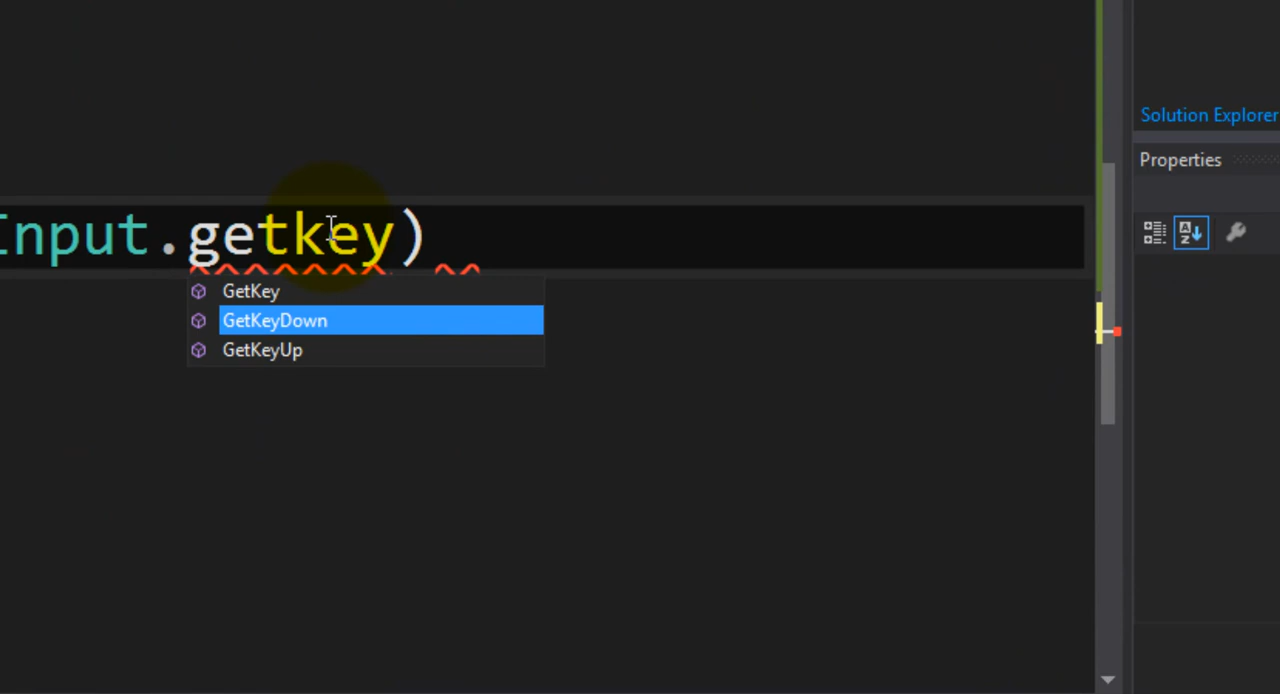 Solution Explorer
Properties
Input.getkey)
GetKey
GetKeyDown
GetKeyUp